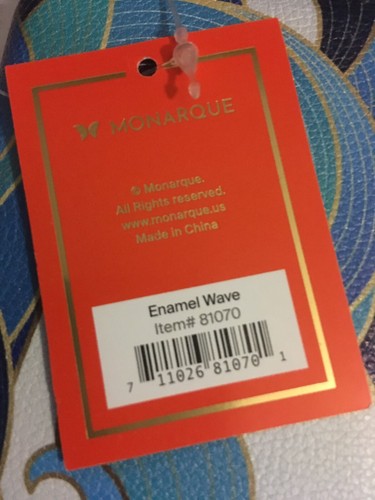 MONARQUE
© Monarque.
All Rights reserved.
www.monarque.us
Made in China
Enamel Wave
Item# 81070
7 11026 81070 1